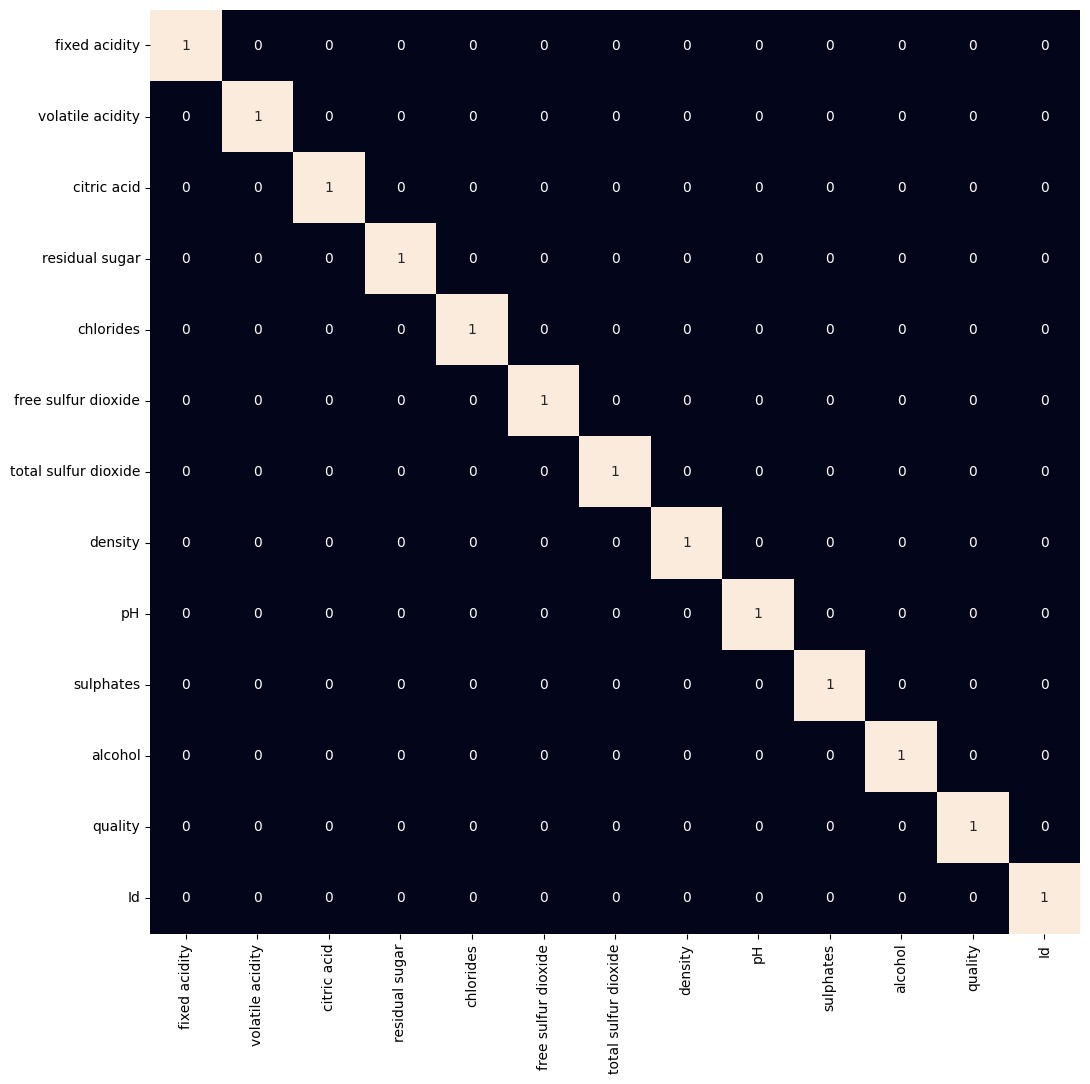 fixed acidity 1 0 0 0 0 0 0 0 0 0 0 0 0
volatile acidity 0 1 0 0 0 0 0 0 0 0 0 0 0
citric acid 0 0 1 0 0 0 0 0 0 0 0 0 0
residual sugar 0 0 0 1 0 0 0 0 0 0 0 0 0
chlorides 0 0 0 0 1 0 0 0 0 0 0 0 0
free sulfur dioxide 0 0 0 0 0 1 0 0 0 0 0 0 0
total sulfur dioxide 0 0 0 0 0 0 1 0 0 0 0 0 0
density 0 0 0 0 0 0 0 1 0 0 0 0 0
pH 0 0 0 0 0 0 0 0 1 0 0 0 0
sulphates 0 0 0 0 0 0 0 0 0 1 0 0 0
alcohol 0 0 0 0 0 0 0 0 0 0 1 0 0
quality 0 0 0 0 0 0 0 0 0 0 0 1 0
Id 0 0 0 0 0 0 0 0 0 0 0 0 1
fixed acidity
volatile acidity
citric acid
residual sugar
chlorides
free sulfur dioxide
total sulfur dioxide
density
pH
sulphates
alcohol
quality
Id